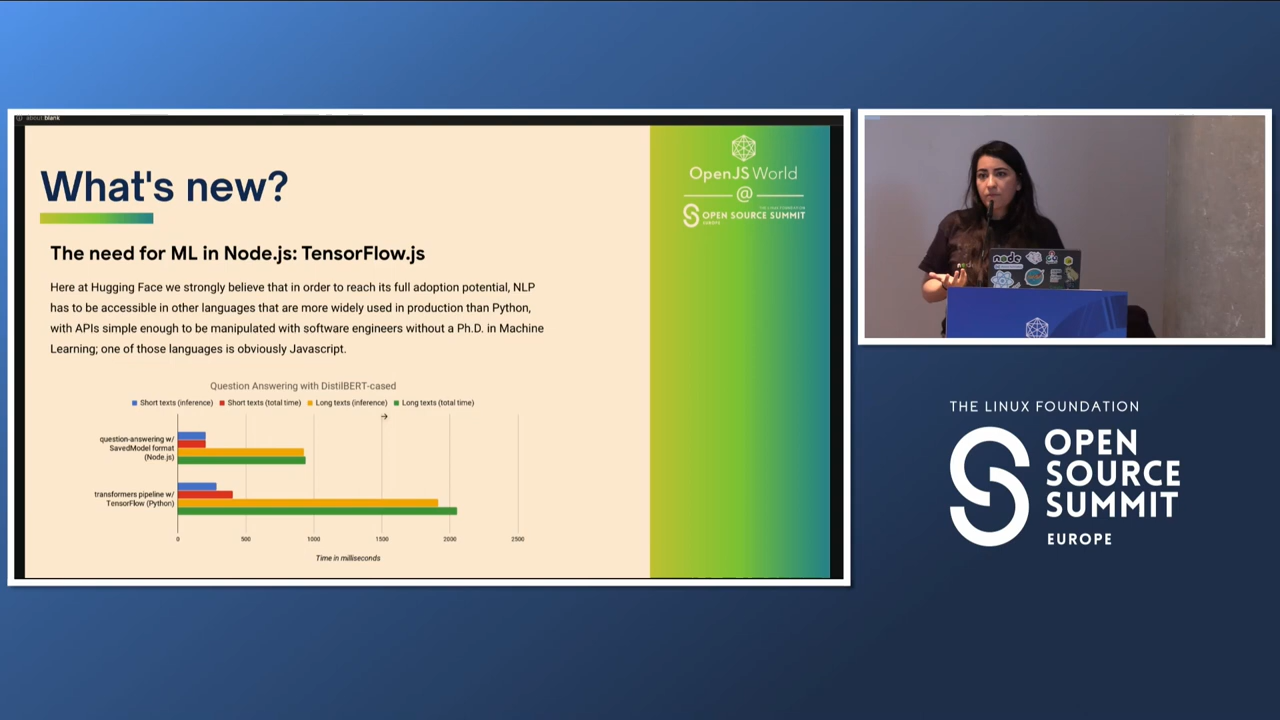 about:blank
What's new?
The need for ML in Node.js: TensorFlow.js
Here at Hugging Face we strongly believe that in order to reach its full adoption potential, NLP
has to be accessible in other languages that are more widely used in production than Python,
with APIs simple enough to be manipulated with software engineers without a Ph.D. in Machine
Learning; one of those languages is obviously Javascript.
Question Answering with DistilBERT-cased
Short texts (inference) Short texts (total time) Long texts (inference) Long texts (total time)
question-answering w/
SavedModel format
(Node.js)
transformers pipeline w/
TensorFlow (Python)
0 500 1000 1500 2000 2500
Time in milliseconds
OpenJS World
@
THE LINUX FOUNDATION
OPEN SOURCE SUMMIT
EUROPE
node
node
THE LINUX FOUNDATION
OPEN
SOURCE
SUMMIT
EUROPE